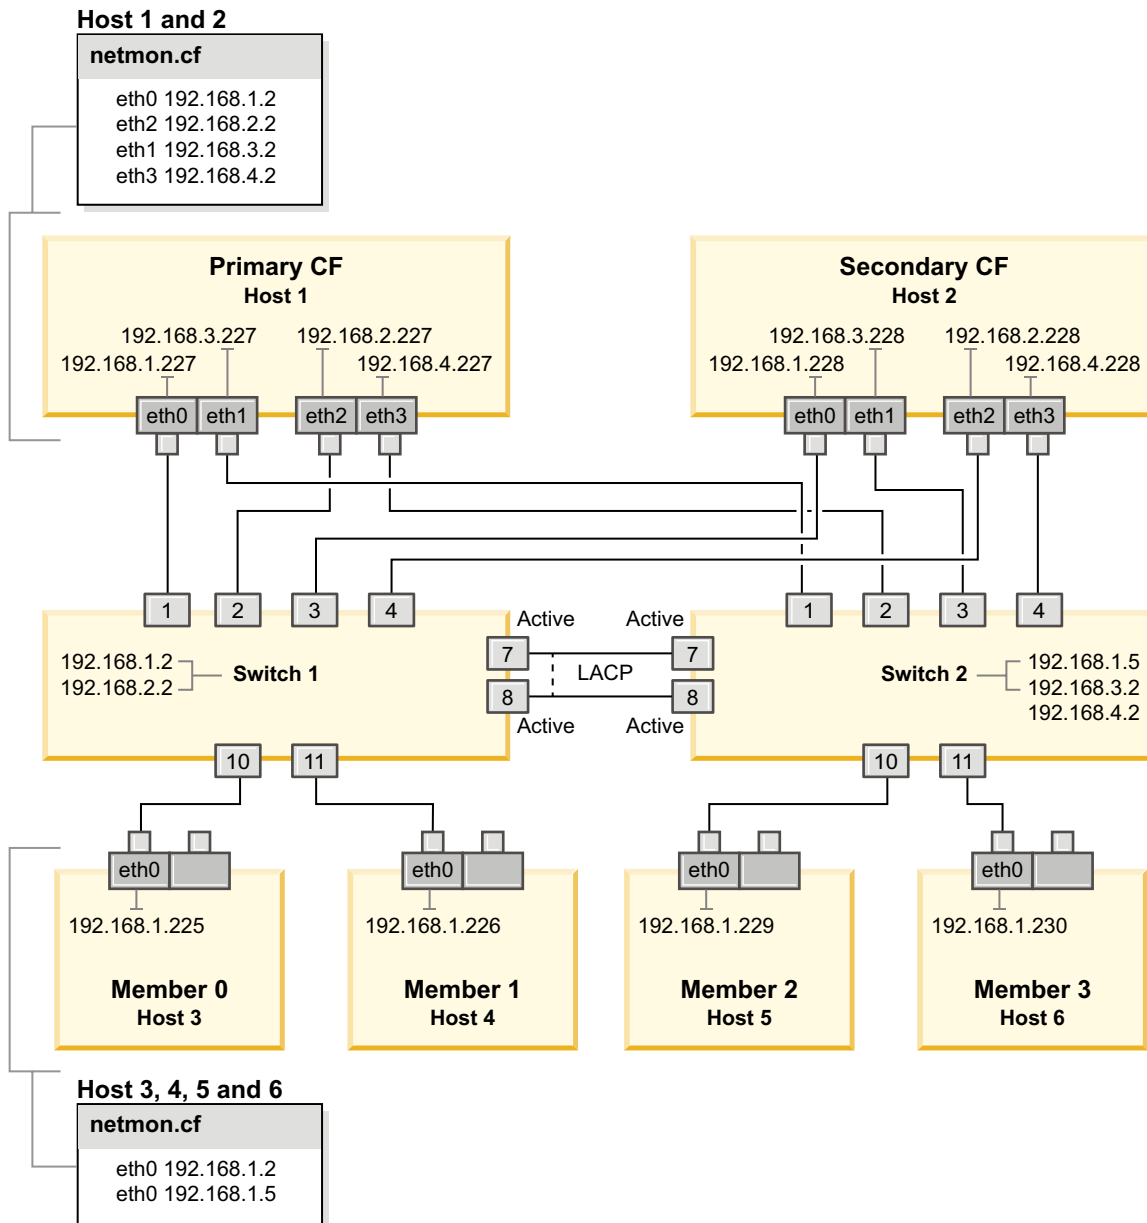 Host 1 and 2
netmon.cf
eth0 192.168.1.2
eth2 192.168.2.2
eth1 192.168.3.2
eth3 192.168.4.2
Primary CF
Host 1
192.168.3.227 192.168.2.227
192.168.1.227 192.168.4.227
eth0 eth1 eth2 eth3
Secondary CF
Host 2
192.168.3.228 192.168.2.228
192.168.1.228 192.168.4.228
eth0 eth1 eth2 eth3
1 2 3 4
1 2 3 4
Active Active
7 7
LACP
8 8
Active Active
192.168.1.2
192.168.2.2
Switch 1
Switch 2
192.168.1.5
192.168.3.2
192.168.4.2
10 11
10 11
eth0
192.168.1.225
Member 0
Host 3
eth0
192.168.1.226
Member 1
Host 4
eth0
192.168.1.229
Member 2
Host 5
eth0
192.168.1.230
Member 3
Host 6
Host 3, 4, 5 and 6
netmon.cf
eth0 192.168.1.2
eth0 192.168.1.5